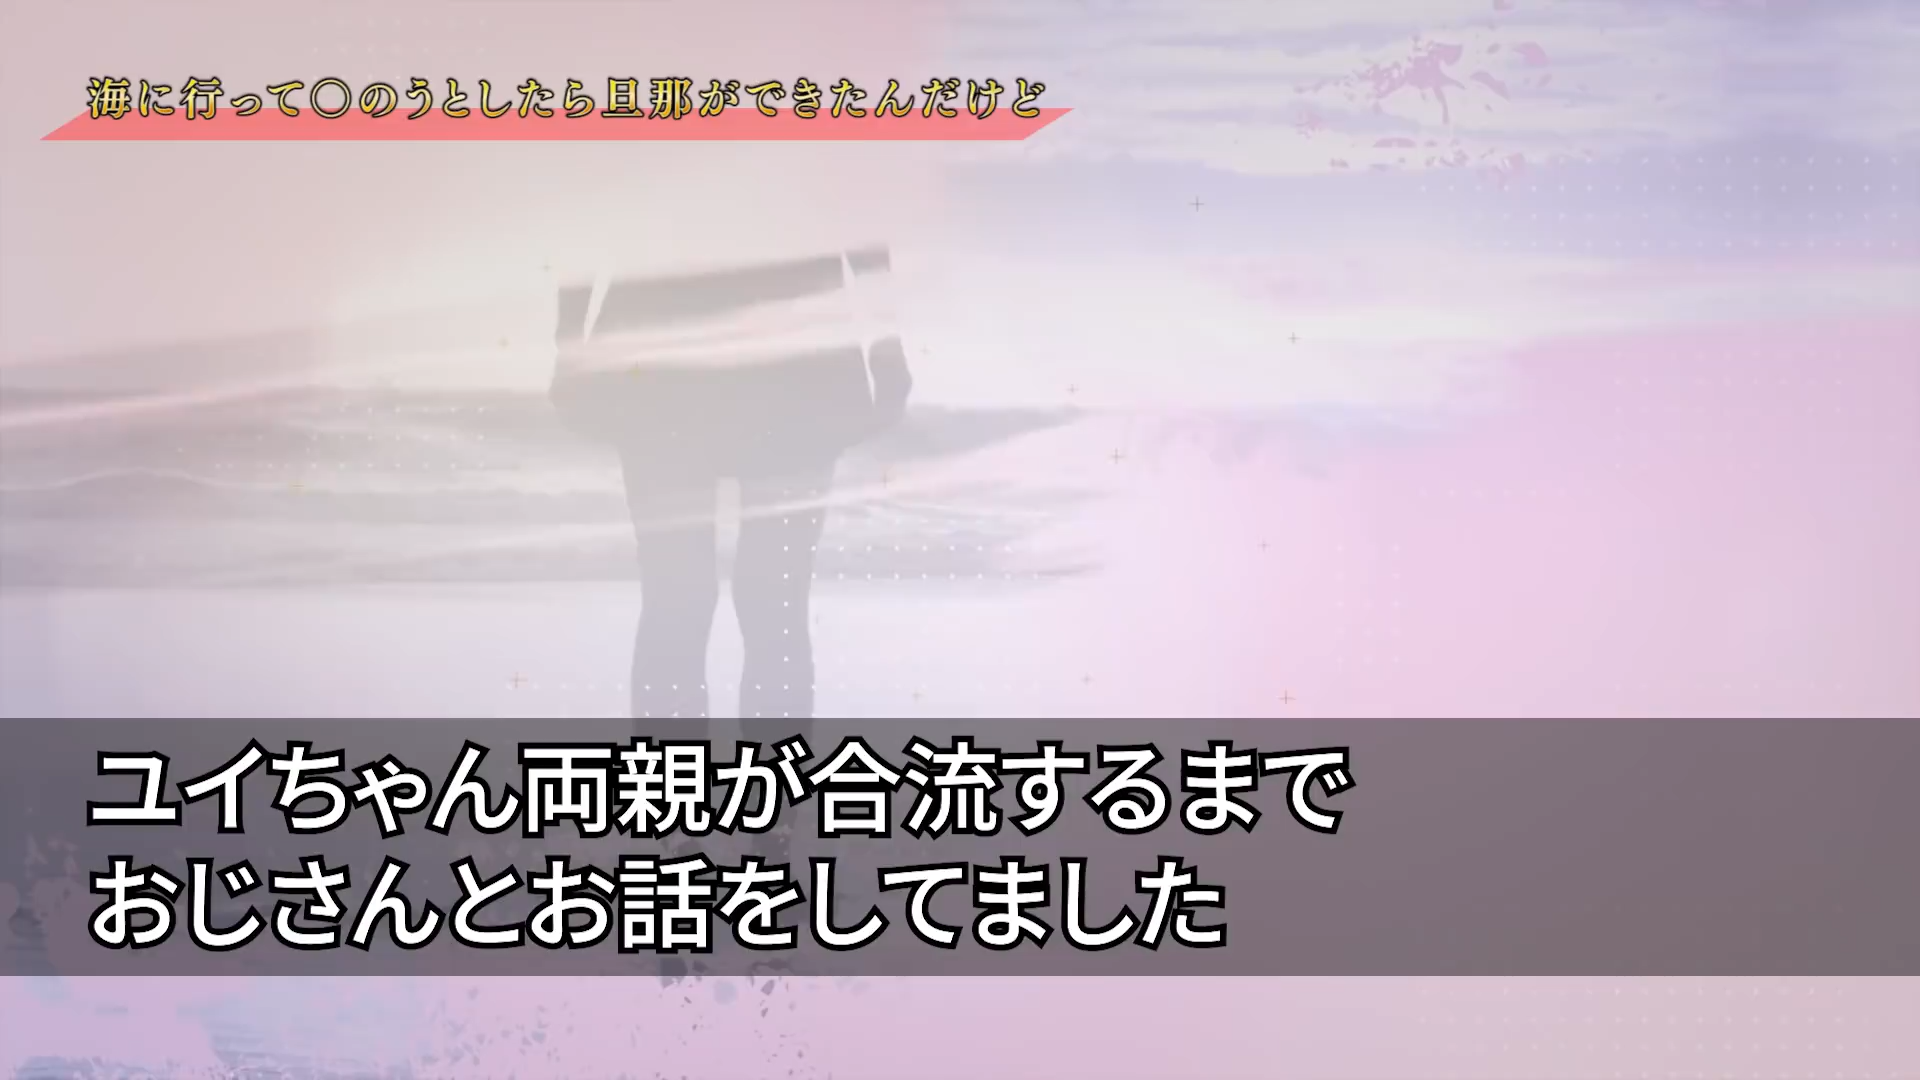 海に行って〇のうとしたら旦那ができたんだけど
ユイちゃん両親が合流するまで
おじさんとお話をしてました